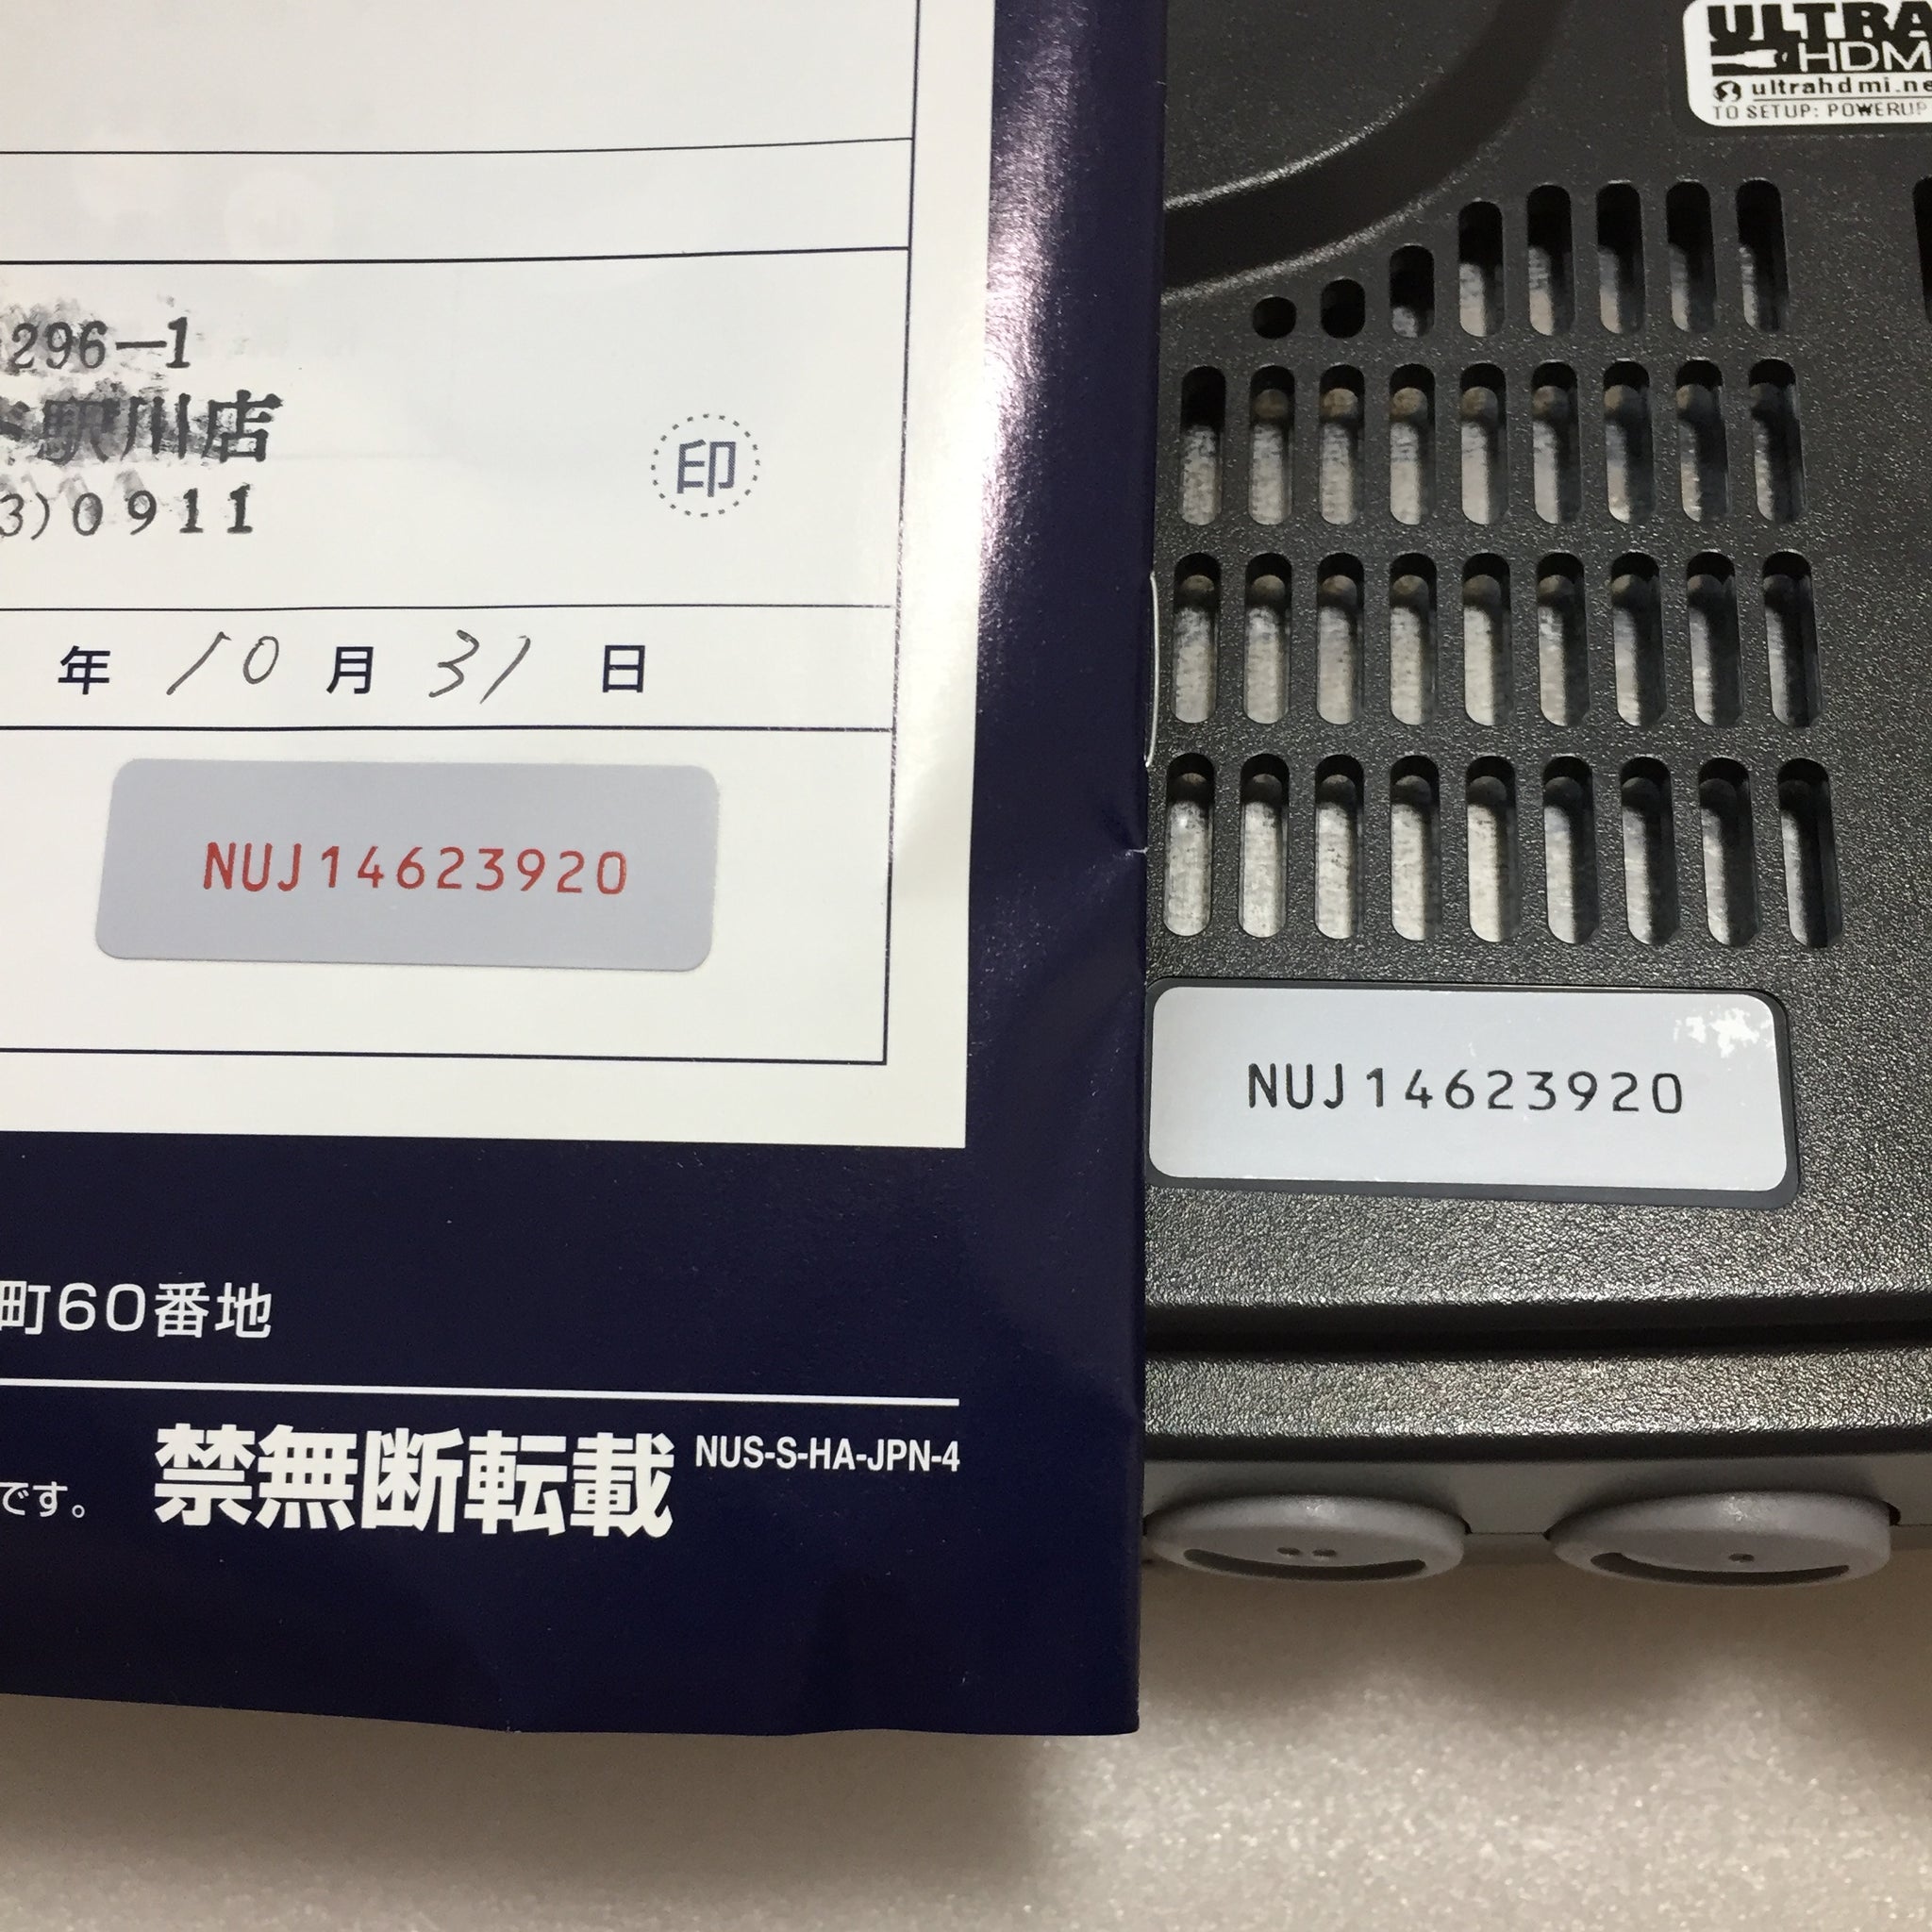 296−1
駅川店
3)0911
印
年 10 月 31 日
NUJ14623920
町60番地
です。 禁無断転載 NUS-S-HA-JPN-4
ULTRA
HDM
ultrahdmi.ne
TO SETUP: POWERUP
NUJ14623920